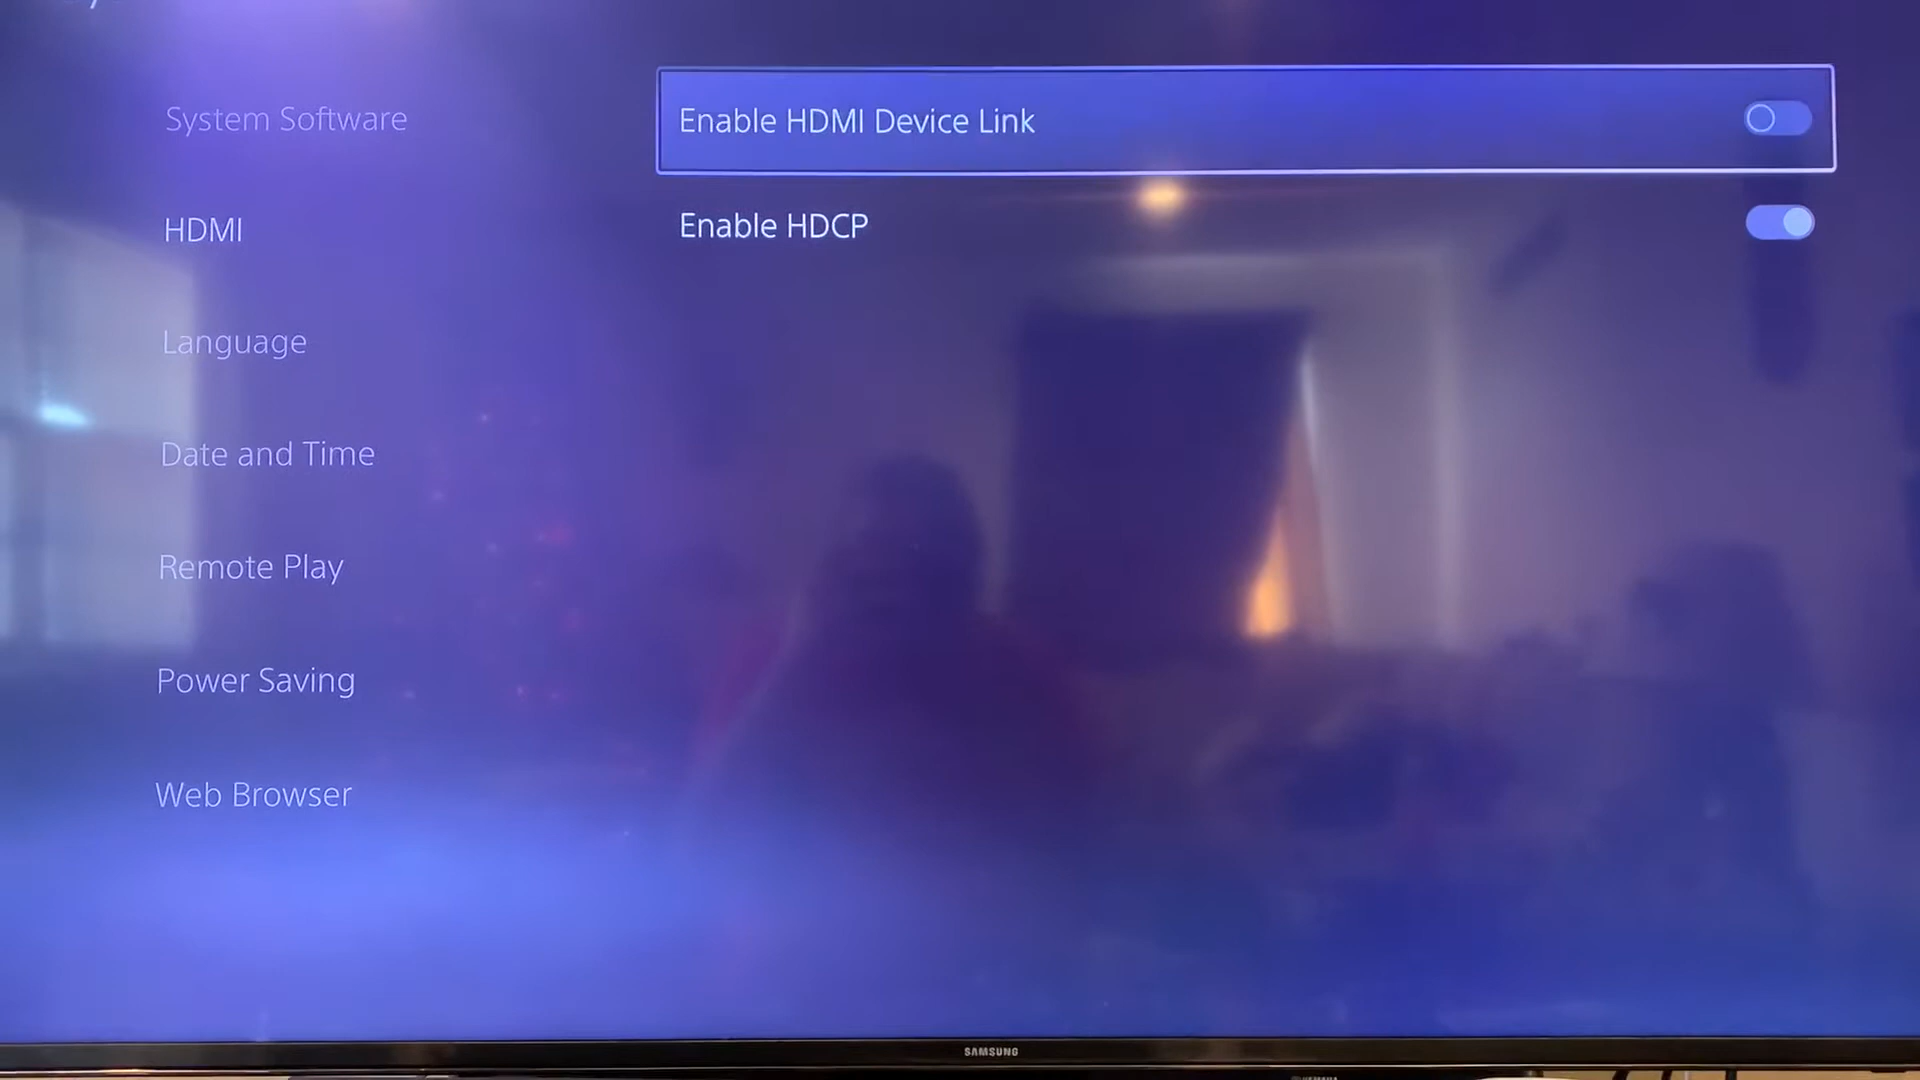 System Software
HDMI
Language
Date and Time
Remote Play
Power Saving
Web Browser
Enable HDMI Device Link
Enable HDCP
SAMSUNG